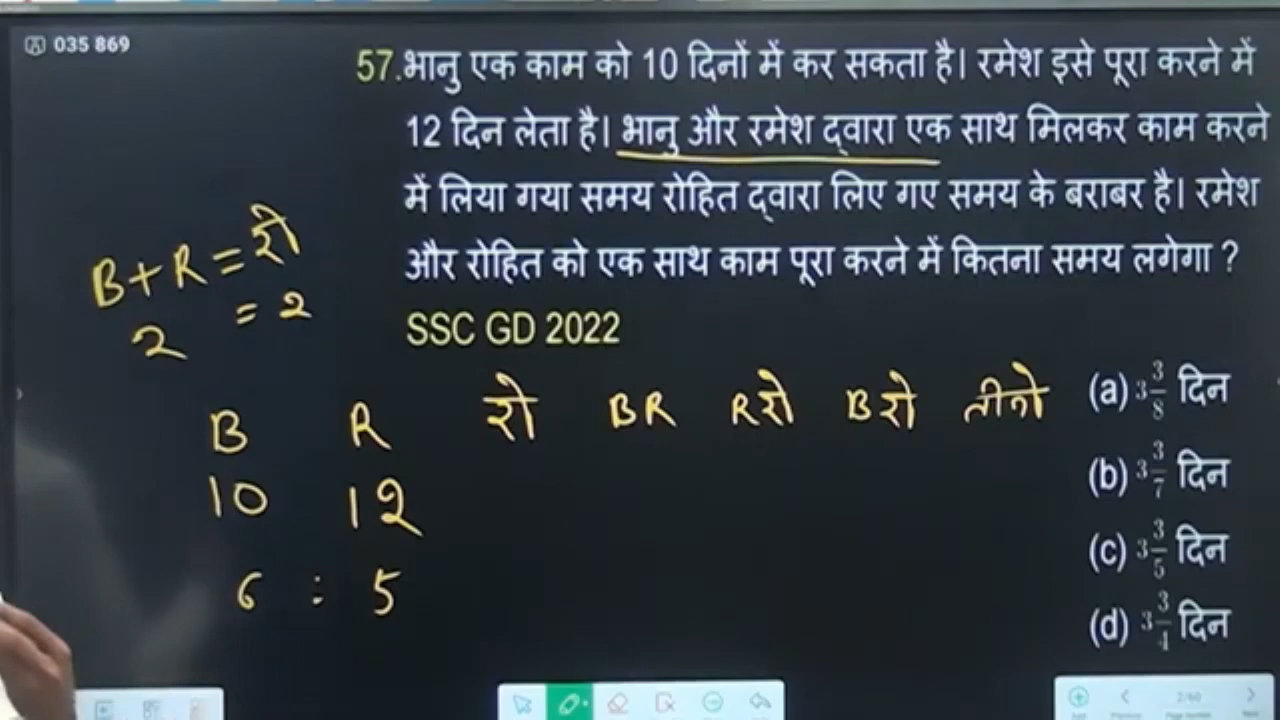 035 869
57.भानु एक काम को 10 दिनों में कर सकता है। रमेश इसे पूरा करने में
12 दिन लेता है। भानु और रमेश द्वारा एक साथ मिलकर काम करने
में लिया गया समय रोहित द्वारा लिए गए समय के बराबर है। रमेश
और रोहित को एक साथ काम पूरा करने में कितना समय लगेगा ?
SSC GD 2022
B+R = रो
2 = 2
B R रो BR Rरो Bरो तीनो
10 12
6 : 5
(a) 3 3/8 दिन
(b) 3 3/7 दिन
(c) 3 3/5 दिन
(d) 3 3/4 दिन
2/60